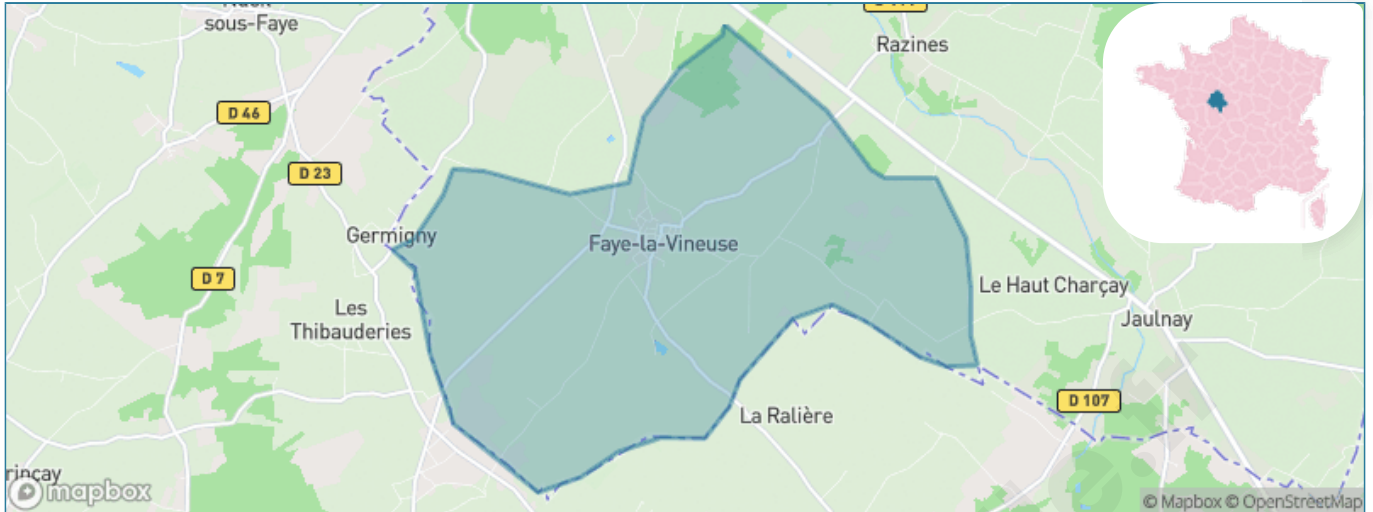 sous-Faye
Razines
D 46
D 23
Germigny
Faye-la-Vineuse
D 7
Les
Thibauderies
Le Haut Charçay
Jaulnay
D 107
La Ralière
mapbox
© Mapbox © OpenStreetMap